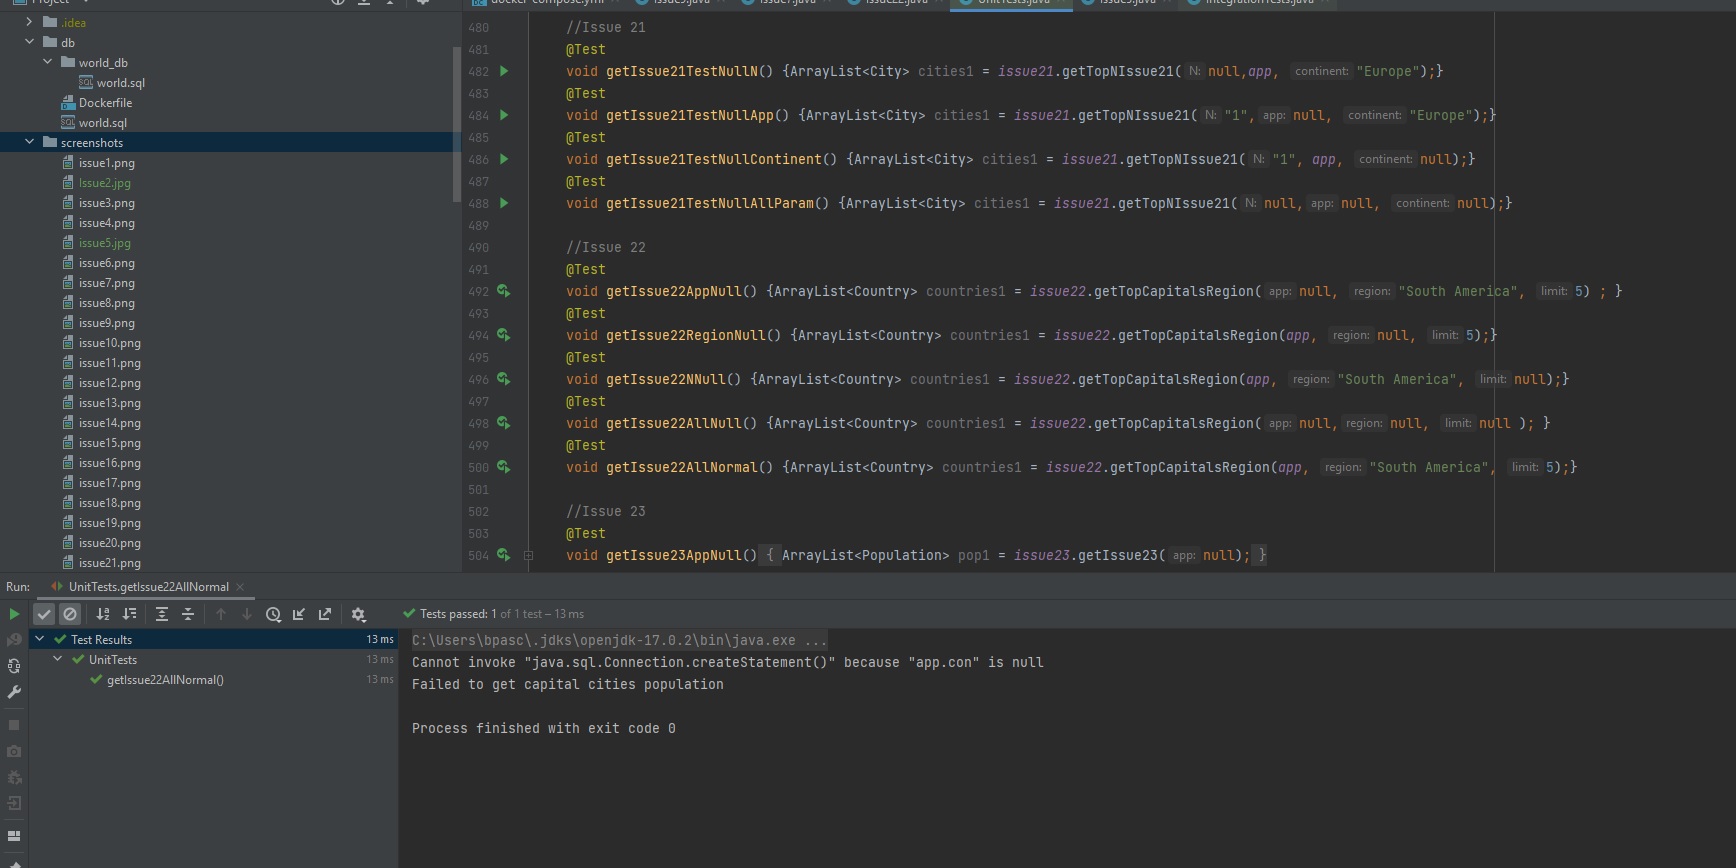 Project
docker-compose.yml
issue22.java
UnitTests.java
IntegrationTests.java
.idea
db
world_db
world.sql
Dockerfile
world.sql
screenshots
issue1.png
Issue2.jpg
issue3.png
issue4.png
issue5.jpg
issue6.png
issue7.png
issue8.png
issue9.png
issue10.png
issue11.png
issue12.png
issue13.png
issue14.png
issue15.png
issue16.png
issue17.png
issue18.png
issue19.png
issue20.png
issue21.png
480 //Issue 21
481 @Test
482 void getIssue21TestNullN() {ArrayList<City> cities1 = issue21.getTopNIssue21( N: null,app, continent: "Europe");}
483 @Test
484 void getIssue21TestNullApp() {ArrayList<City> cities1 = issue21.getTopNIssue21( N: "1", app: null, continent: "Europe");}
485 @Test
486 void getIssue21TestNullContinent() {ArrayList<City> cities1 = issue21.getTopNIssue21( N: "1", app, continent: null);}
487 @Test
488 void getIssue21TestNullAllParam() {ArrayList<City> cities1 = issue21.getTopNIssue21( N: null, app: null, continent: null);}
489
490 //Issue 22
491 @Test
492 void getIssue22AppNull() {ArrayList<Country> countries1 = issue22.getTopCapitalsRegion( app: null, region: "South America", limit: 5) ; }
493 @Test
494 void getIssue22RegionNull() {ArrayList<Country> countries1 = issue22.getTopCapitalsRegion(app, region: null, limit: 5);}
495 @Test
496 void getIssue22NNull() {ArrayList<Country> countries1 = issue22.getTopCapitalsRegion(app, region: "South America", limit: null);}
497 @Test
498 void getIssue22AllNull() {ArrayList<Country> countries1 = issue22.getTopCapitalsRegion( app: null, region: null, limit: null ); }
499 @Test
500 void getIssue22AllNormal() {ArrayList<Country> countries1 = issue22.getTopCapitalsRegion(app, region: "South America", limit: 5);}
501
502 //Issue 23
503 @Test
504 void getIssue23AppNull() { ArrayList<Population> pop1 = issue23.getIssue23( app: null); }
Run: UnitTests.getIssue22AllNormal
Tests passed: 1 of 1 test – 13 ms
Test Results 13 ms
UnitTests 13 ms
getIssue22AllNormal() 13 ms
C:\Users\bpasc\.jdks\openjdk-17.0.2\bin\java.exe ...
Cannot invoke "java.sql.Connection.createStatement()" because "app.con" is null
Failed to get capital cities population
Process finished with exit code 0